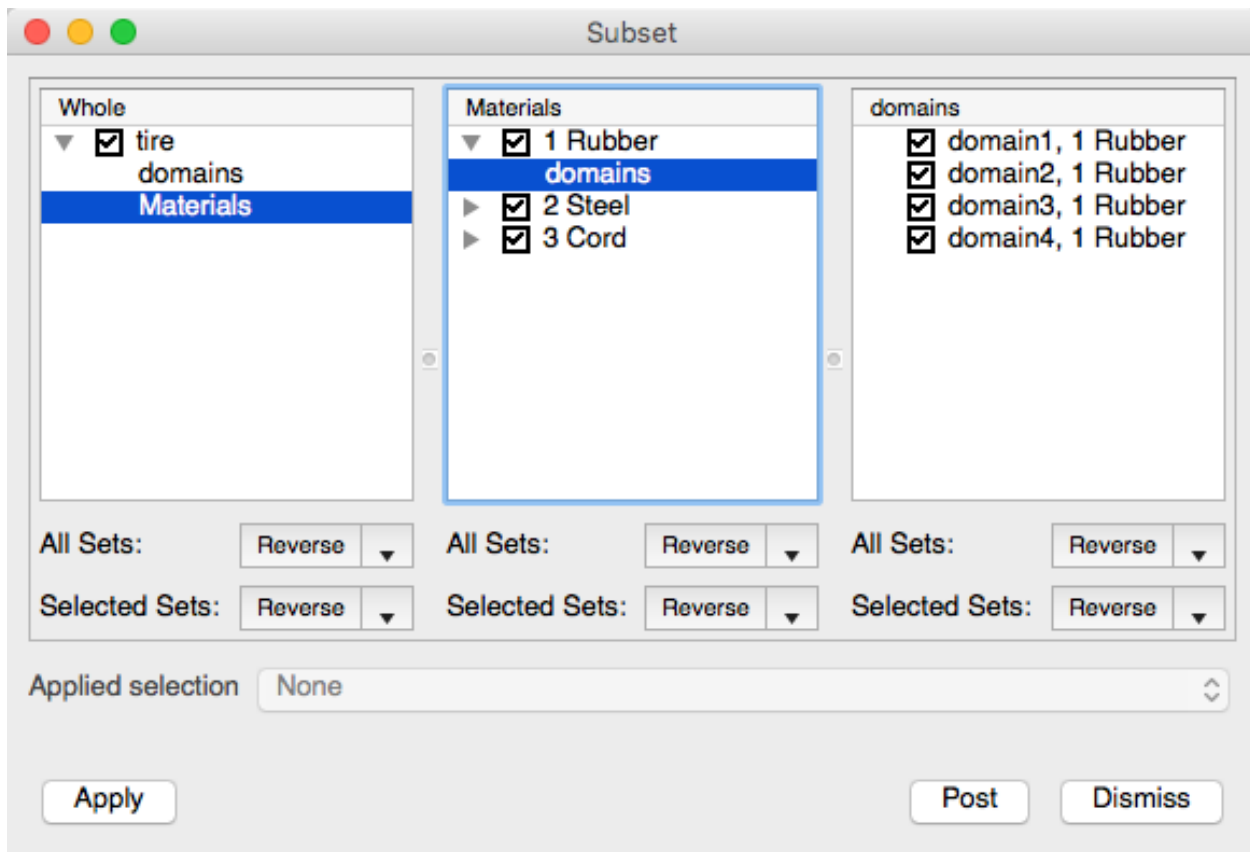 Subset
Whole
tire
domains
Materials
Materials
1 Rubber
domains
2 Steel
3 Cord
domains
domain1, 1 Rubber
domain2, 1 Rubber
domain3, 1 Rubber
domain4, 1 Rubber
All Sets: Reverse
All Sets: Reverse
All Sets: Reverse
Selected Sets: Reverse
Selected Sets: Reverse
Selected Sets: Reverse
Applied selection None
Apply
Post
Dismiss